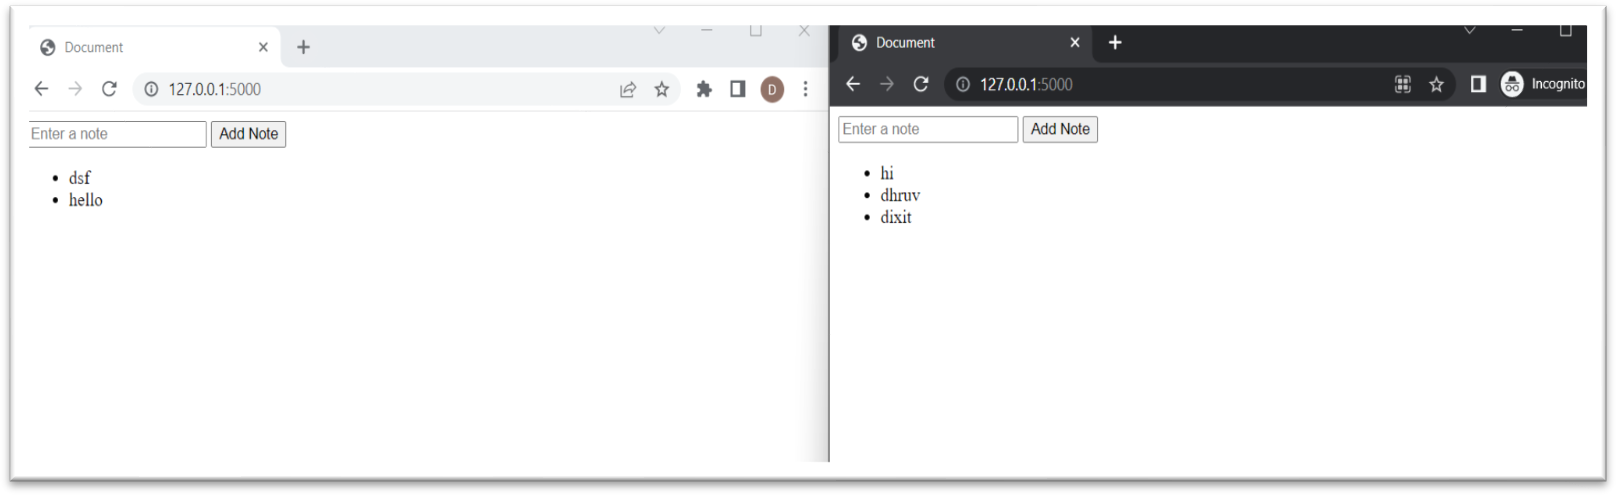 Document
127.0.0.1:5000
D
Enter a note Add Note
dsf
hello
Document
127.0.0.1:5000
Incognito
Enter a note Add Note
hi
dhruv
dixit